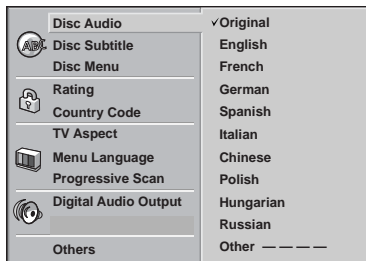 Disc Audio
Disc Subtitle
Disc Menu
Rating
Country Code
TV Aspect
Menu Language
Progressive Scan
Digital Audio Output
Others
✓Original
English
French
German
Spanish
Italian
Chinese
Polish
Hungarian
Russian
Other — — — —
ABC